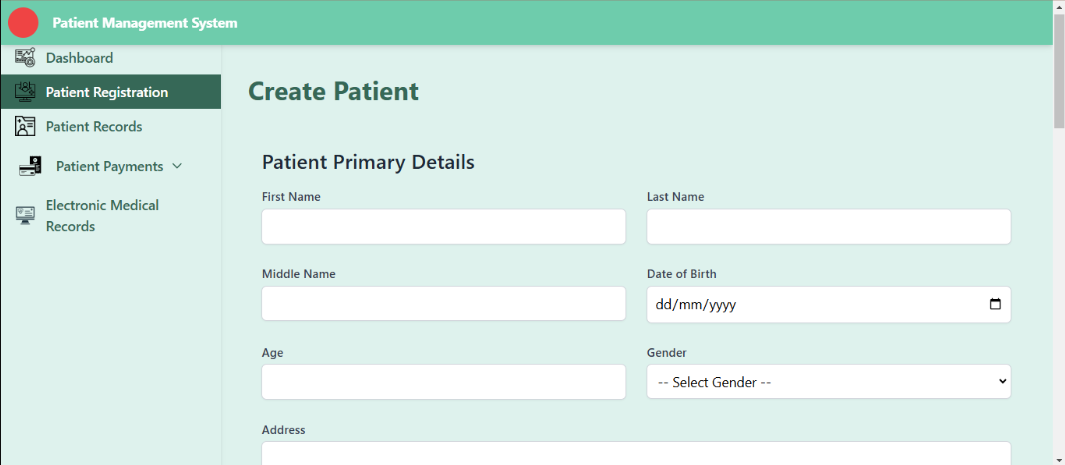 Patient Management System
Dashboard
Patient Registration
Patient Records
Patient Payments
Electronic Medical
Records
Create Patient
Patient Primary Details
First Name
Last Name
Middle Name
Date of Birth
dd/mm/yyyy
Age
Gender
-- Select Gender --
Address